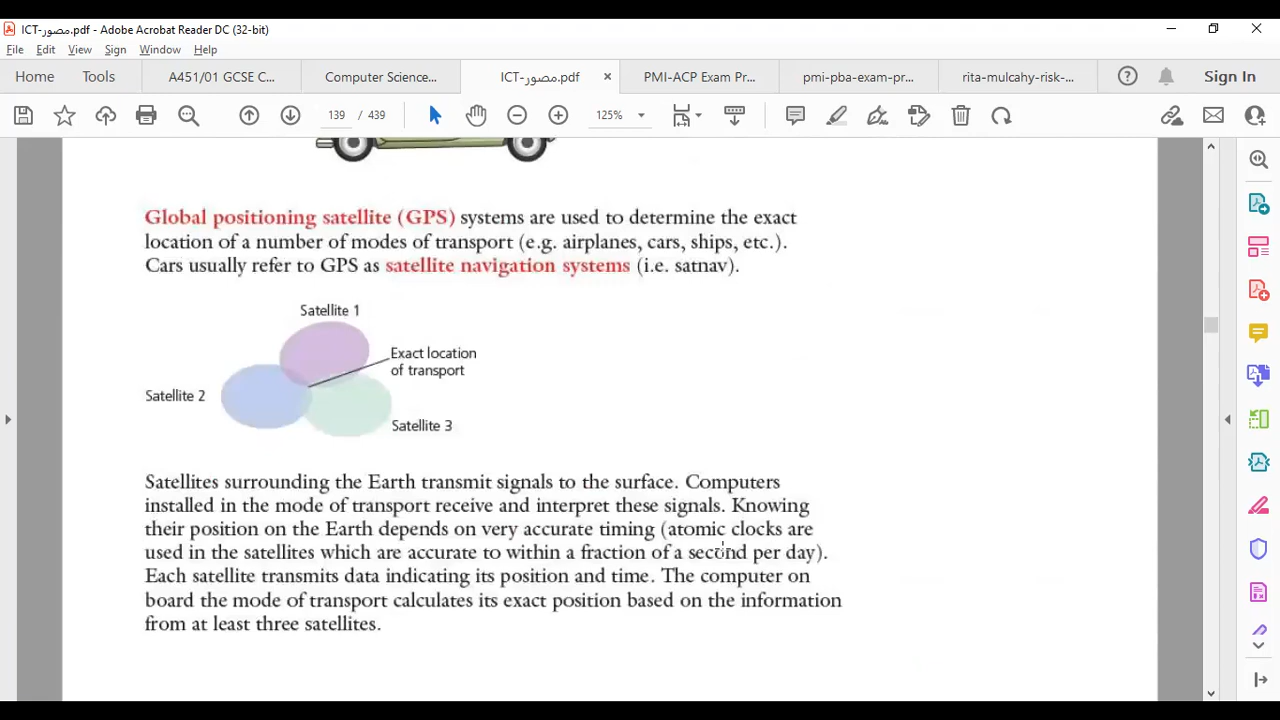 ICT-مصور.pdf - Adobe Acrobat Reader DC (32-bit)
File Edit View Sign Window Help
Home Tools A451/01 GCSE C... Computer Science... ICT-مصور.pdf × PMI-ACP Exam Pr... pmi-pba-exam-pr... rita-mulcahy-risk-... Sign In
139 / 439 125%
Global positioning satellite (GPS) systems are used to determine the exact
location of a number of modes of transport (e.g. airplanes, cars, ships, etc.).
Cars usually refer to GPS as satellite navigation systems (i.e. satnav).
Satellite 1
Exact location
of transport
Satellite 2
Satellite 3
Satellites surrounding the Earth transmit signals to the surface. Computers
installed in the mode of transport receive and interpret these signals. Knowing
their position on the Earth depends on very accurate timing (atomic clocks are
used in the satellites which are accurate to within a fraction of a second per day).
Each satellite transmits data indicating its position and time. The computer on
board the mode of transport calculates its exact position based on the information
from at least three satellites.